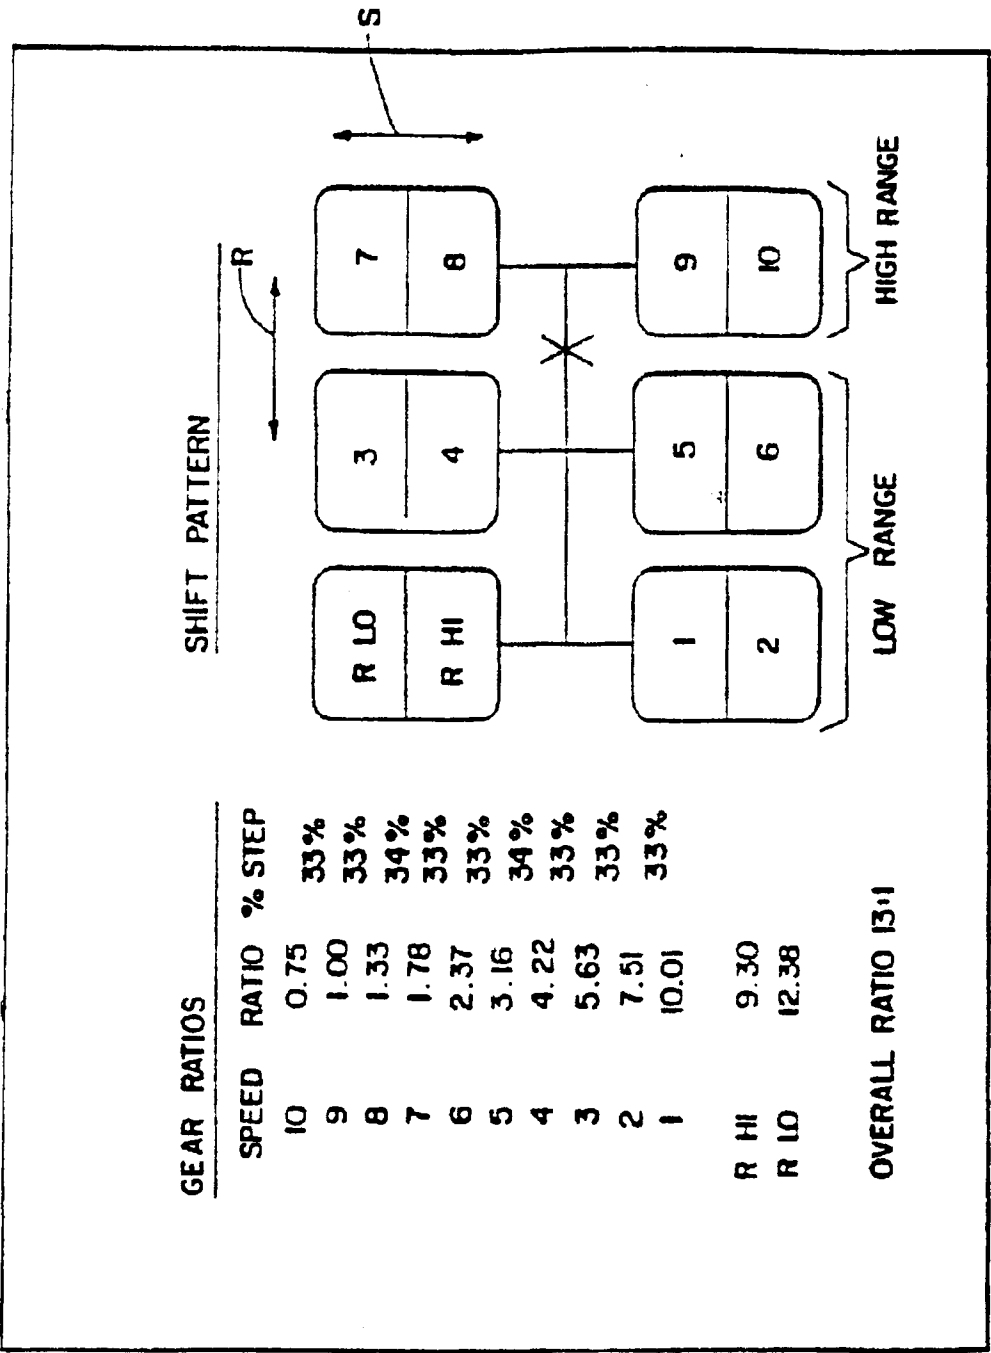 GEAR RATIOS
SPEED RATIO % STEP
10 0.75
33%
9 1.00
33%
8 1.33
34%
7 1.78
33%
6 2.37
33%
5 3.16
34%
4 4.22
33%
3 5.63
33%
2 7.51
33%
1 10.01
R HI 9.30
R LO 12.38
OVERALL RATIO 13:1
SHIFT PATTERN
R
S
R LO 3 7
R HI 4 8
1 5 9
2 6 10
LOW RANGE HIGH RANGE